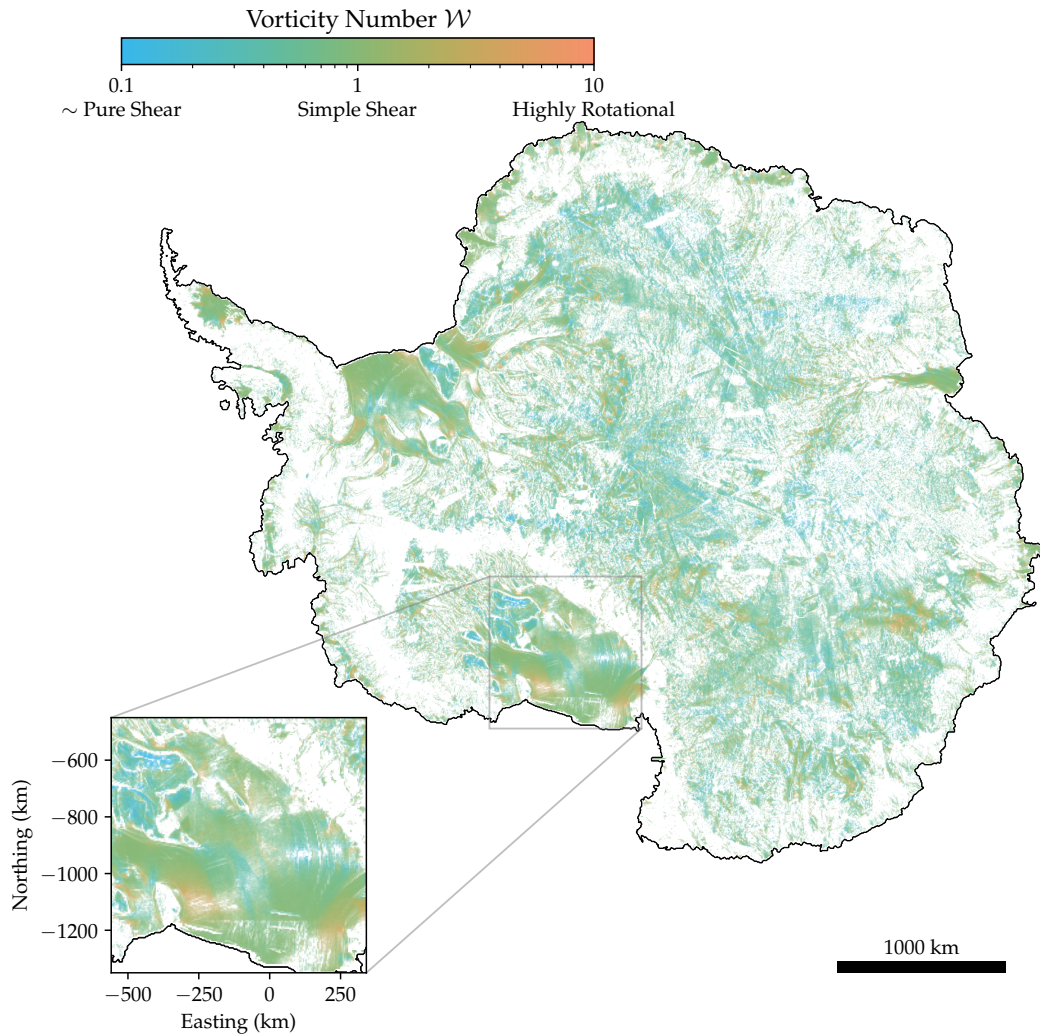 Vorticity Number 𝒲
0.1 1 10
∼ Pure Shear Simple Shear Highly Rotational
Northing (km)
−600
−800
−1000
−1200
−500 −250 0 250
Easting (km)
1000 km